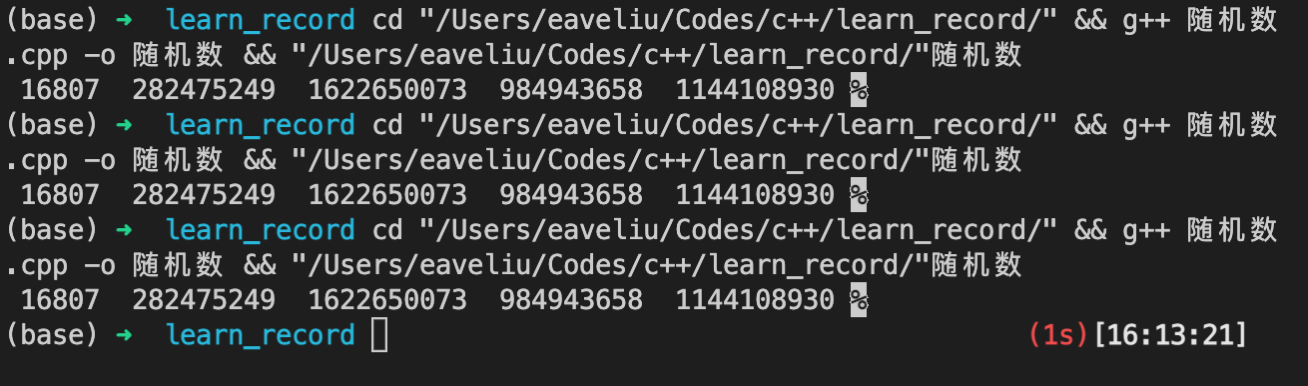 (base) ➜  learn_record cd "/Users/eaveliu/Codes/c++/learn_record/" && g++ 随机数
.cpp -o 随机数 && "/Users/eaveliu/Codes/c++/learn_record/"随机数
 16807  282475249  1622650073  984943658  1144108930 %
(base) ➜  learn_record cd "/Users/eaveliu/Codes/c++/learn_record/" && g++ 随机数
.cpp -o 随机数 && "/Users/eaveliu/Codes/c++/learn_record/"随机数
 16807  282475249  1622650073  984943658  1144108930 %
(base) ➜  learn_record cd "/Users/eaveliu/Codes/c++/learn_record/" && g++ 随机数
.cpp -o 随机数 && "/Users/eaveliu/Codes/c++/learn_record/"随机数
 16807  282475249  1622650073  984943658  1144108930 %
(base) ➜  learn_record (1s)[16:13:21]